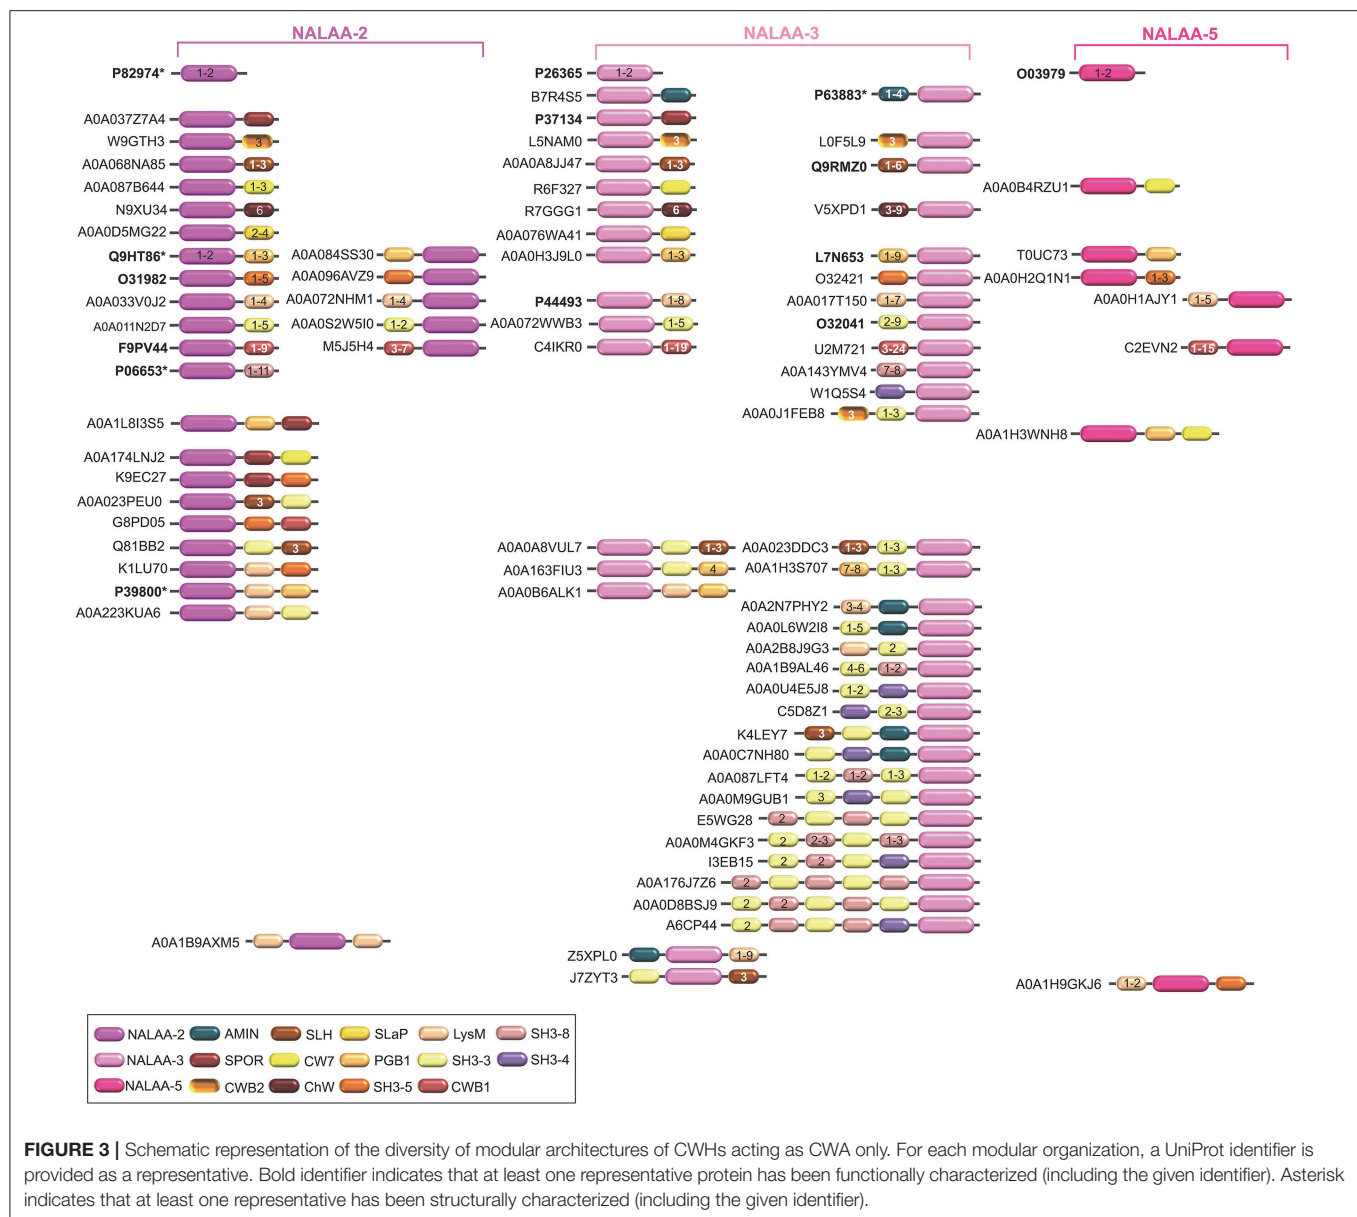 NALAA-2
P82974*
1-2
A0A037Z7A4
W9GTH3
3
A0A068NA85
1-3
A0A087B644
1-3
N9XU34
6
A0A0D5MG22
2-4
Q9HT86*
1-2
1-3
O31982
1-5
A0A033V0J2
1-4
A0A011N2D7
1-5
F9PV44
1-9
P06653*
1-11
A0A084SS30
A0A096AVZ9
A0A072NHM1
1-4
A0A0S2W5I0
1-2
M5J5H4
3-7
A0A1L8I3S5
A0A174LNJ2
K9EC27
A0A023PEU0
3
G8PD05
Q81BB2
3
K1LU70
P39800*
A0A223KUA6
A0A1B9AXM5
NALAA-3
P26365
1-2
B7R4S5
P37134
L5NAM0
3
A0A0A8JJ47
1-3
R6F327
R7GGG1
6
A0A076WA41
A0A0H3J9L0
1-3
P44493
1-8
A0A072WWB3
1-5
C4IKR0
1-19
P63883*
1-4
L0F5L9
3
Q9RMZ0
1-6
V5XPD1
3-9
L7N653
1-9
O32421
A0A017T150
1-7
O32041
2-9
U2M721
3-24
A0A143YMV4
7-8
W1Q5S4
A0A0J1FEB8
3
1-3
A0A0A8VUL7
1-3
A0A163FIU3
4
A0A0B6ALK1
A0A023DDC3
1-3
1-3
A0A1H3S707
7-8
1-3
A0A2N7PHY2
3-4
A0A0L6W2I8
1-5
A0A2B8J9G3
2
A0A1B9AL46
4-6
1-2
A0A0U4E5J8
1-2
C5D8Z1
2-3
K4LEY7
3
A0A0C7NH80
A0A087LFT4
1-2
1-2
1-3
A0A0M9GUB1
3
E5WG28
2
A0A0M4GKF3
2
2-3
1-3
I3EB15
2
2
A0A176J7Z6
2
A0A0D8BSJ9
2
2
A6CP44
2
Z5XPL0
1-9
J7ZYT3
3
NALAA-5
O03979
1-2
A0A0B4RZU1
T0UC73
A0A0H2Q1N1
1-3
A0A0H1AJY1
1-5
C2EVN2
1-15
A0A1H3WNH8
A0A1H9GKJ6
1-2
NALAA-2 AMIN SLH SLaP LysM SH3-8
NALAA-3 SPOR CW7 PGB1 SH3-3 SH3-4
NALAA-5 CWB2 ChW SH3-5 CWB1
FIGURE 3 | Schematic representation of the diversity of modular architectures of CWHs acting as CWA only. For each modular organization, a UniProt identifier is
provided as a representative. Bold identifier indicates that at least one representative protein has been functionally characterized (including the given identifier). Asterisk
indicates that at least one representative has been structurally characterized (including the given identifier).